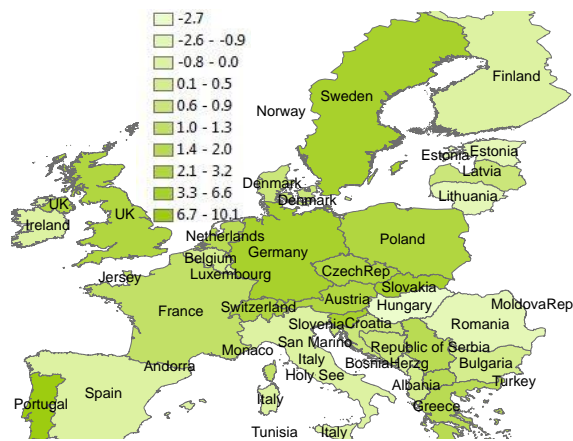 -2.7
-2.6 - -0.9
-0.8 - 0.0
0.1 - 0.5
0.6 - 0.9
1.0 - 1.3
1.4 - 2.0
2.1 - 3.2
3.3 - 6.6
6.7 - 10.1
Finland
Sweden
Norway
Estonia
Estonia
Latvia
Denmark
Lithuania
Denmark
UK
UK
Ireland
Netherlands
Poland
Germany
Belgium
CzechRep
Luxembourg
Jersey
Slovakia
Austria
Hungary
MoldovaRep
Switzerland
France
Slovenia
Croatia
Romania
San Marino
Republic of Serbia
Monaco
Italy
BosniaHerzg
Bulgaria
Andorra
Holy See
Albania
Turkey
Spain
Italy
Portugal
Greece
Tunisia
Italy